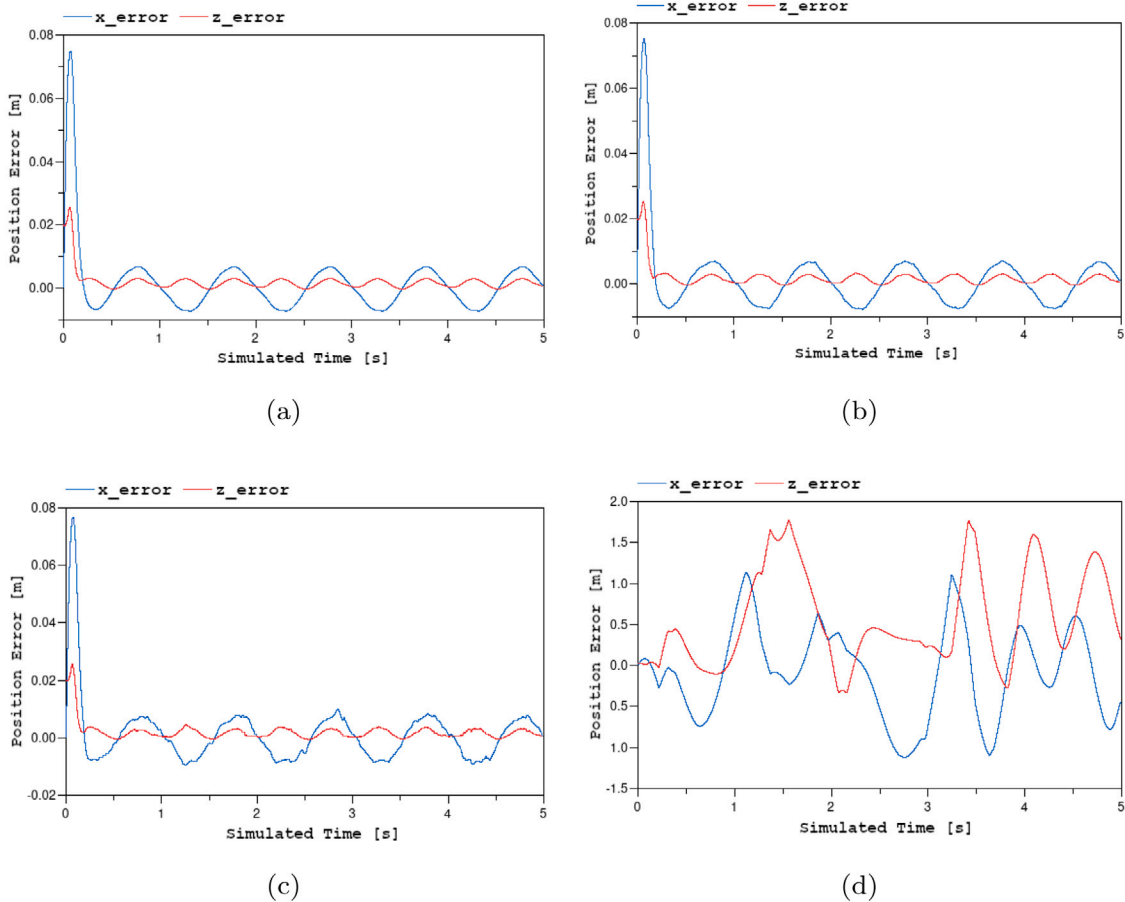 x_error z_error
0.08
0.06
0.04
0.02
0.00
Position Error [m]
0 1 2 3 4 5
Simulated Time [s]
(a)
x_error z_error
0.08
0.06
0.04
0.02
0.00
Position Error [m]
0 1 2 3 4 5
Simulated Time [s]
(b)
x_error z_error
0.08
0.06
0.04
0.02
0.00
-0.02
Position Error [m]
0 1 2 3 4 5
Simulated Time [s]
(c)
x_error z_error
2.0
1.5
1.0
0.5
0.0
0.5
1.0
-1.5
Position Error [m]
0 1 2 3 4 5
Simulated Time [s]
(d)